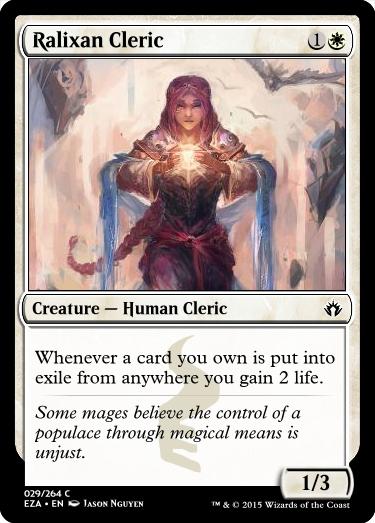 Ralixan Cleric 1
Creature — Human Cleric
Whenever a card you own is put into
exile from anywhere you gain 2 life.
Some mages believe the control of a
populace through magical means is
unjust.
1/3
029/264 C
EZA • EN Jason Nguyen
™ & © 2015 Wizards of the Coast